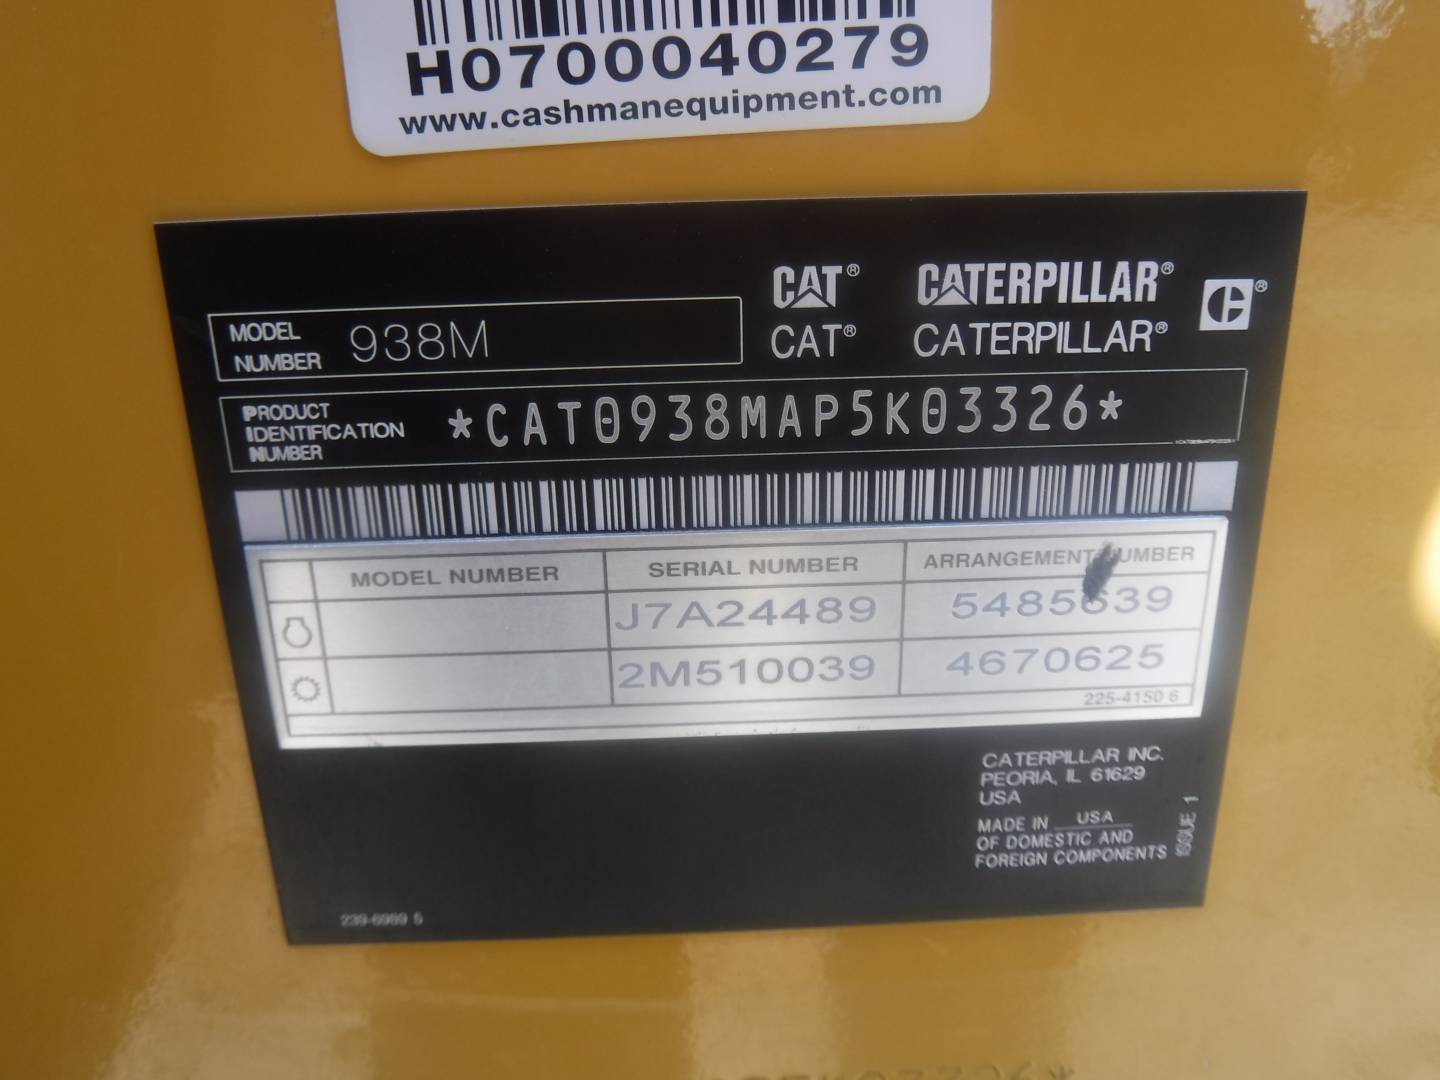 H0700040279
www.cashmanequipment.com
CAT® CATERPILLAR®
CAT® CATERPILLAR®
MODEL NUMBER 938M
PRODUCT IDENTIFICATION NUMBER *CAT0938MAP5K03326*
MODEL NUMBER SERIAL NUMBER ARRANGEMENT NUMBER
J7A24489
2M510039 4670625
225-4150 6
CATERPILLAR INC.
PEORIA, IL 61629
USA
MADE IN USA
OF DOMESTIC AND
FOREIGN COMPONENTS
ISSUE 1
239-6989 5